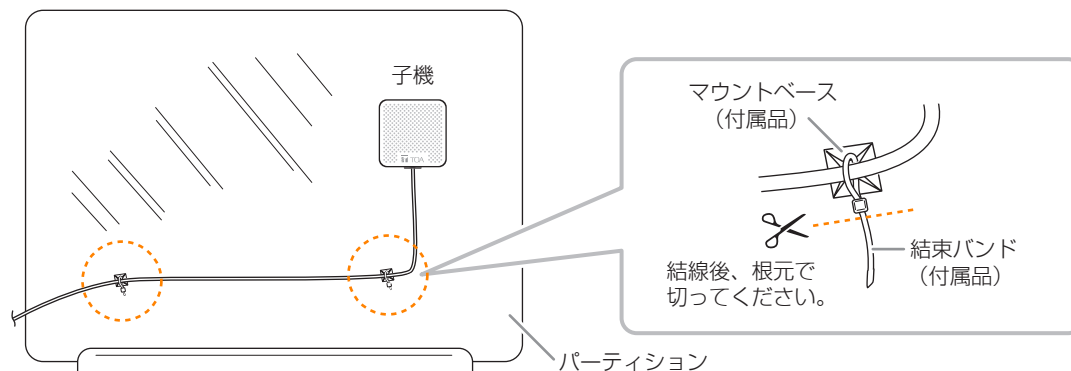 子機
TOA
マウントベース
（付属品）
結線後、根元で
切ってください。
結束バンド
（付属品）
パーティション